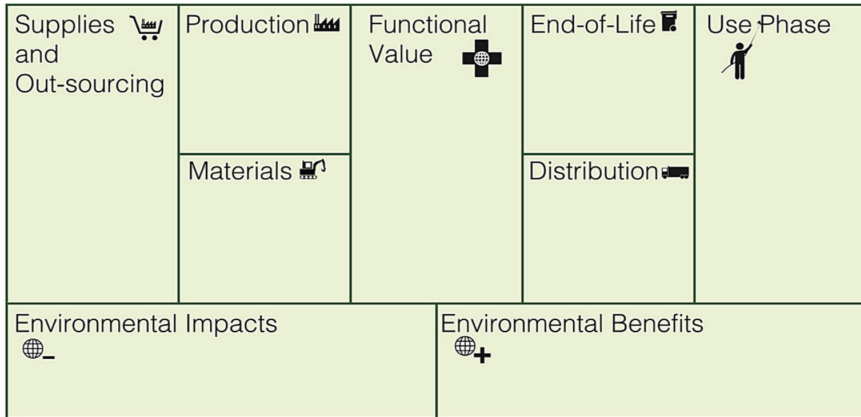 Supplies
and
Out-sourcing
Production
Materials
Functional
Value
End-of-Life
Distribution
Use Phase
Environmental Impacts
Environmental Benefits